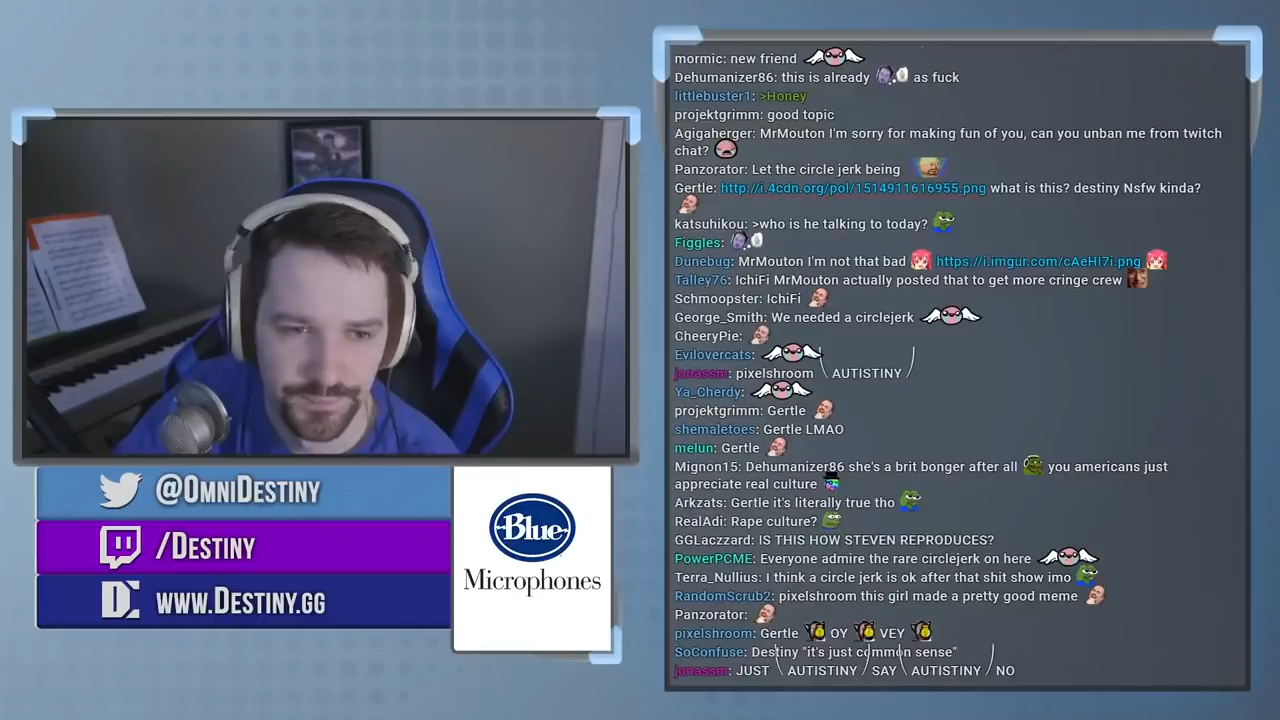 @OmniDestiny
/Destiny
www.Destiny.gg
Blue
Microphones
mormic: new friend
Dehumanizer86: this is already as fuck
littlebuster1: >Honey
projektgrimm: good topic
Agigaherger: MrMouton I'm sorry for making fun of you, can you unban me from twitch
chat?
Panzorator: Let the circle jerk being
Gertle: http://i.4cdn.org/pol/1514911616955.png what is this? destiny Nsfw kinda?
katsuhikou: >who is he talking to today?
Figgles:
Dunebug: MrMouton I'm not that bad https://i.imgur.com/cAeHI7i.png
Talley76: IchiFi MrMouton actually posted that to get more cringe crew
Schmoopster: IchiFi
George_Smith: We needed a circlejerk
CheeryPie:
Evilovercats:
jonassm: pixelshroom AUTISTINY
Ya_Cherdy:
projektgrimm: Gertle
shemaletoes: Gertle LMAO
melun: Gertle
Mignon15: Dehumanizer86 she's a brit bonger after all you americans just
appreciate real culture
Arkzats: Gertle it's literally true tho
RealAdi: Rape culture?
GGLaczzard: IS THIS HOW STEVEN REPRODUCES?
PowerPCME: Everyone admire the rare circlejerk on here
Terra_Nullius: I think a circle jerk is ok after that shit show imo
RandomScrub2: pixelshroom this girl made a pretty good meme
Panzorator:
pixelshroom: Gertle OY VEY
SoConfuse: Destiny "it's just common sense"
jonassm: JUST AUTISTINY SAY AUTISTINY NO